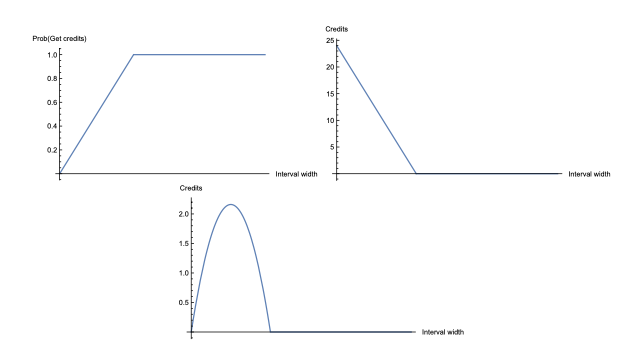 Prob(Get credits)
1.0
0.8
0.6
0.4
0.2
Interval width
Credits
25
20
15
10
5
Interval width
Credits
2.0
1.5
1.0
0.5
Interval width